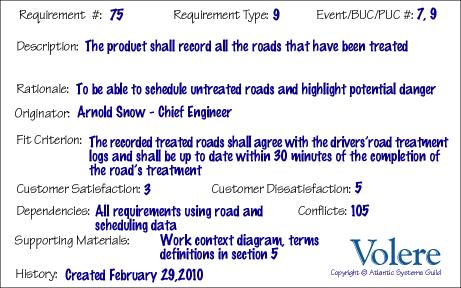 Requirement #: 75 Requirement Type: 9 Event/BUC/PUC #: 7, 9
Description: The product shall record all the roads that have been treated
Rationale: To be able to schedule untreated roads and highlight potential danger
Originator: Arnold Snow - Chief Engineer
Fit Criterion: The recorded treated roads shall agree with the drivers'road treatment
logs and shall be up to date within 30 minutes of the completion of
the road's treatment
Customer Satisfaction: 3 Customer Dissatisfaction: 5
Dependencies: All requirements using road and Conflicts: 105
scheduling data
Supporting Materials: Work context diagram, terms
definitions in section 5
Volere
Copyright © Atlantic Systems Guild
History: Created February 29,2010